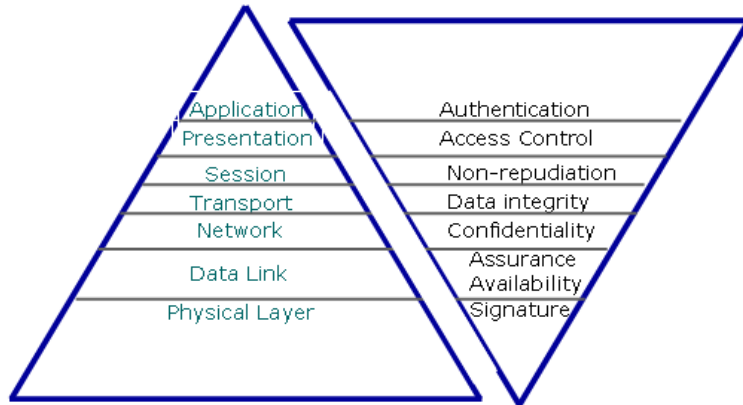 Application
Presentation
Session
Transport
Network
Data Link
Physical Layer
Authentication
Access Control
Non-repudiation
Data integrity
Confidentiality
Assurance
Availability
Signature